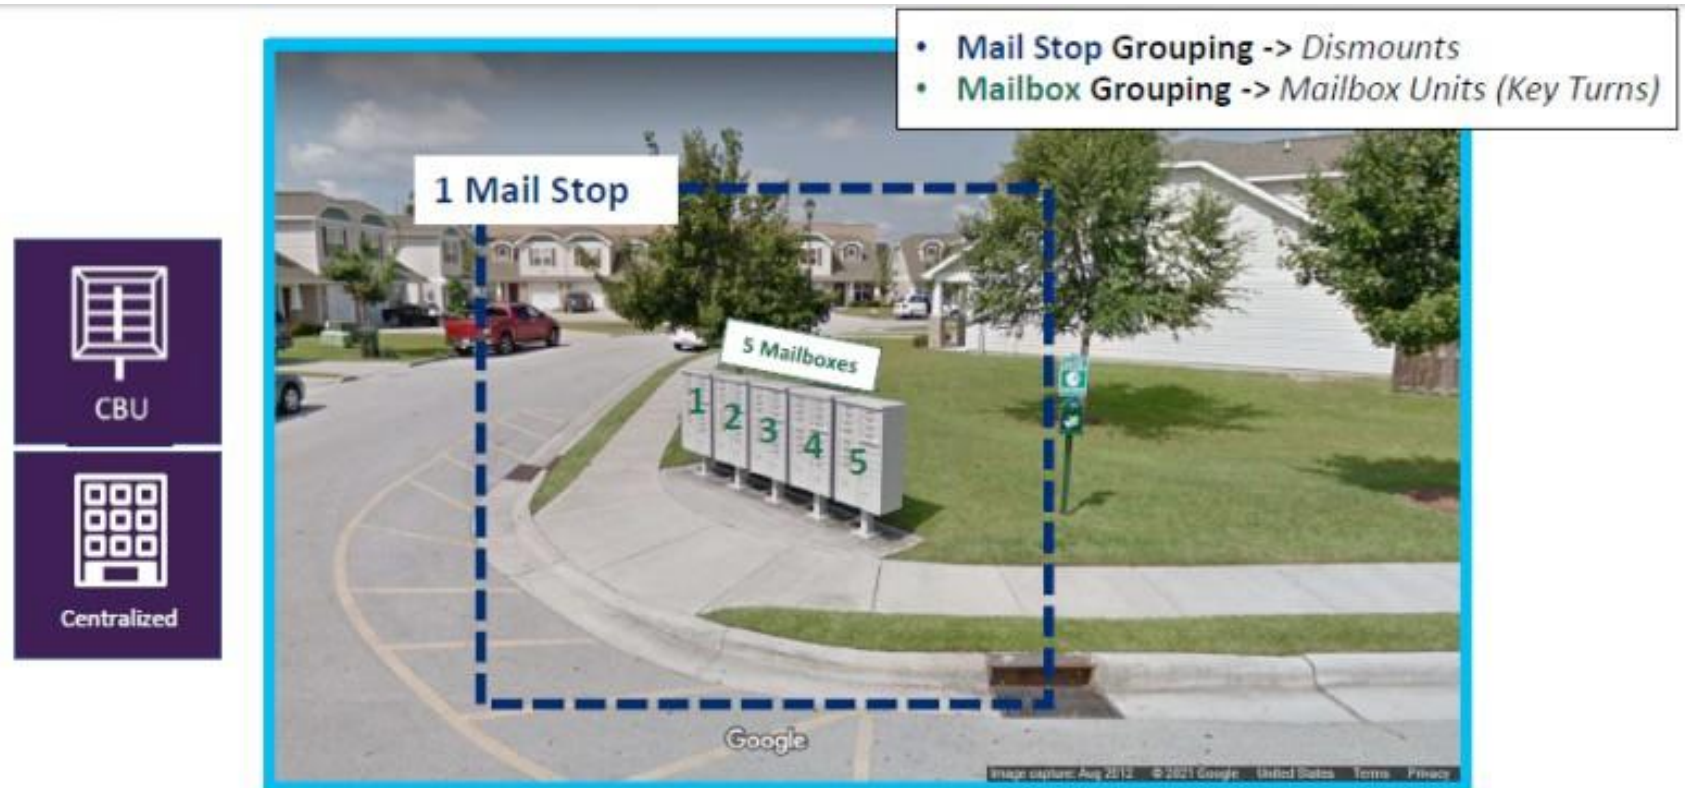 • Mail Stop Grouping -> Dismounts
• Mailbox Grouping -> Mailbox Units (Key Turns)
1 Mail Stop
5 Mailboxes
1 2 3 4 5
CBU
Centralized
Google
Image capture: Aug 2012 © 2021 Google United States Terms Privacy